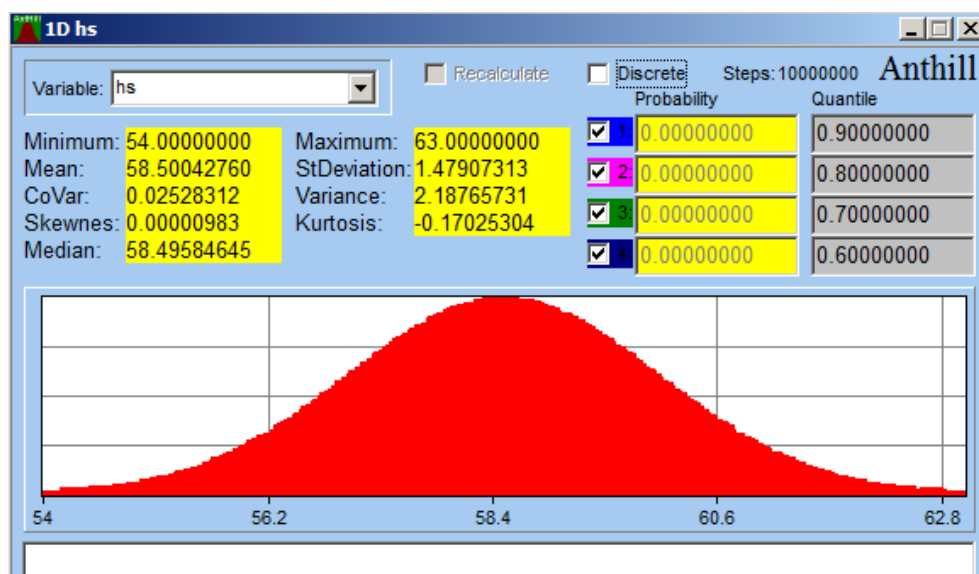 AntHill
1D hs
Variable: hs
Recalculate
Discrete
Steps:10000000
Anthill
Probability
Quantile
Minimum: 54.00000000
Maximum: 63.00000000
1: 0.00000000
0.90000000
Mean: 58.50042760
StDeviation: 1.47907313
2: 0.00000000
0.80000000
CoVar: 0.02528312
Variance: 2.18765731
3: 0.00000000
0.70000000
Skewnes: 0.00000983
Kurtosis: -0.17025304
4: 0.00000000
0.60000000
Median: 58.49584645
54
56.2
58.4
60.6
62.8